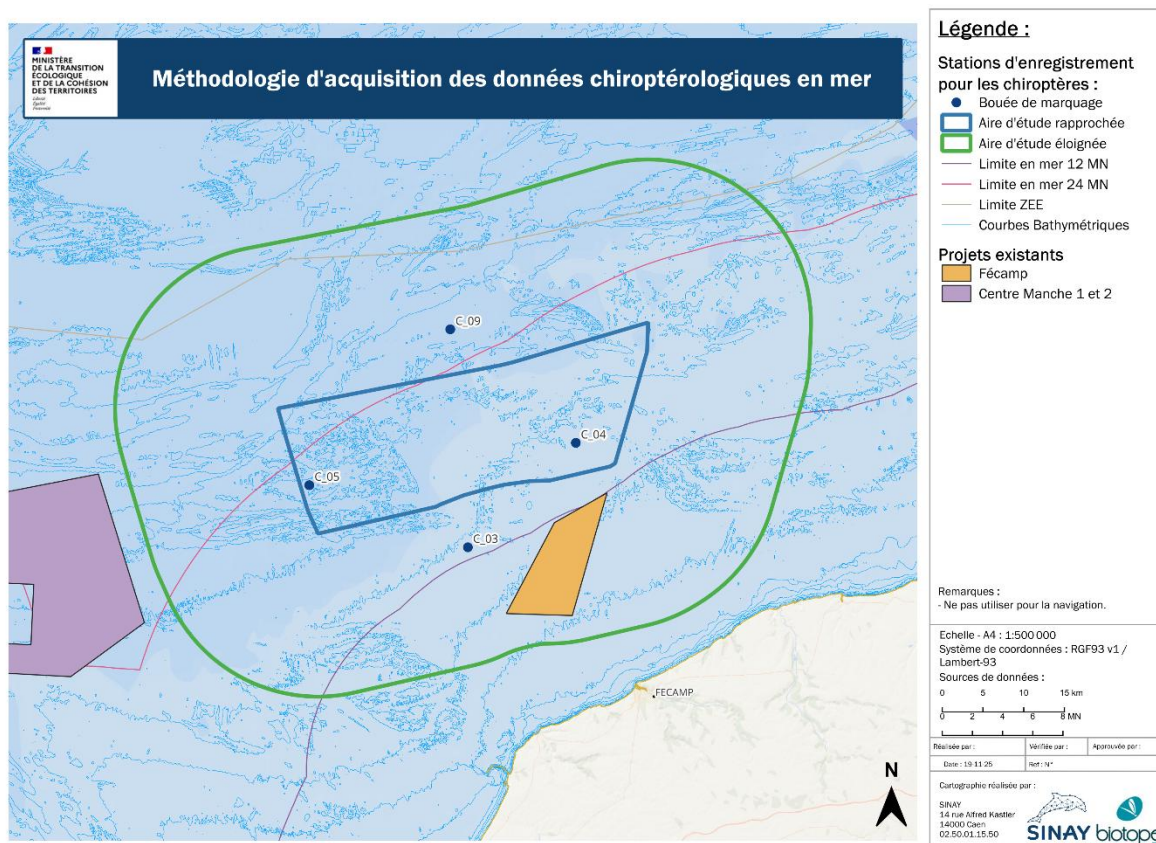 MINISTÈRE
DE LA TRANSITION
ÉCOLOGIQUE
ET DE LA COHÉSION
DES TERRITOIRES
Liberté
Égalité
Fraternité
Méthodologie d'acquisition des données chiroptérologiques en mer
C_09
C_04
C_05
C_03
FECAMP
N
Légende :
Stations d'enregistrement
pour les chiroptères :
Bouée de marquage
Aire d'étude rapprochée
Aire d'étude éloignée
Limite en mer 12 MN
Limite en mer 24 MN
Limite ZEE
Courbes Bathymétriques
Projets existants
Fécamp
Centre Manche 1 et 2
Remarques :
- Ne pas utiliser pour la navigation.
Echelle - A4 : 1:500 000
Système de coordonnées : RGF93 v1 /
Lambert-93
Sources de données :
0 5 10 15 km
0 2 4 6 8 MN
Réalisée par : Vérifiée par : Approuvée par :
Date : 19-11-25 Ref : N°
Cartographie réalisée par :
SINAY
14 rue Alfred Kastler
14000 Caen
02.50.01.15.50
SINAY biotope